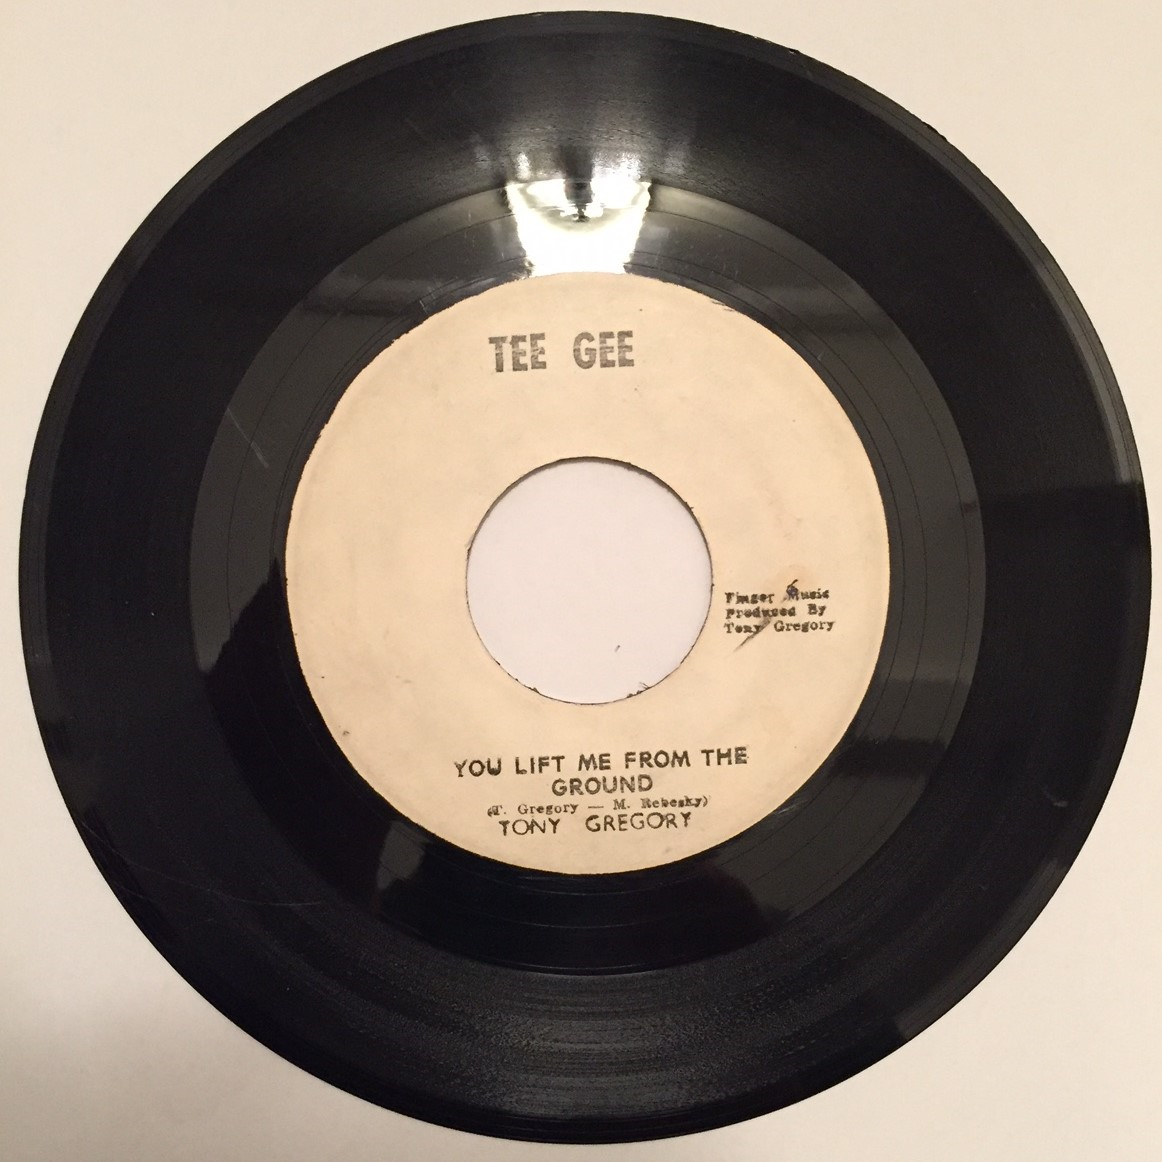 TEE GEE
Finger Music
Produced By
Tony Gregory
YOU LIFT ME FROM THE
GROUND
(T. Gregory — M. Rebesky)
TONY GREGORY